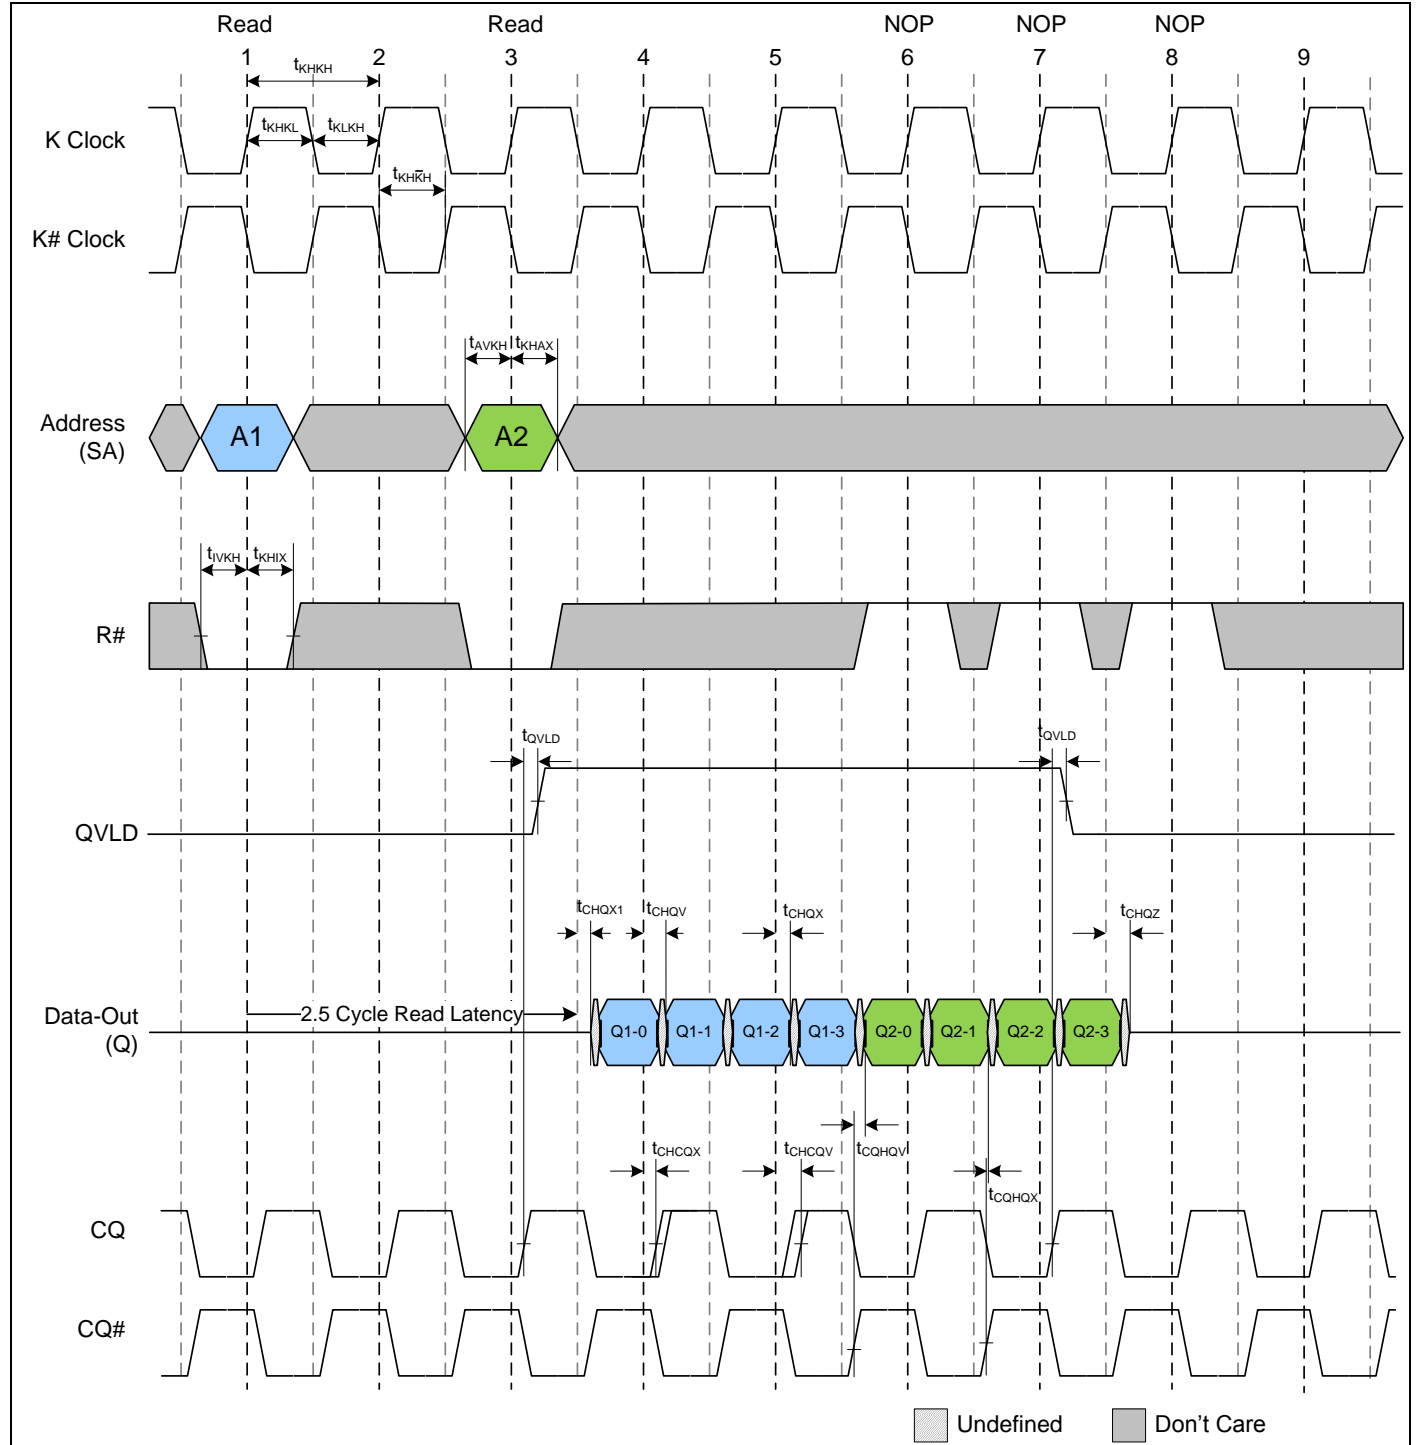 Read Read NOP NOP NOP
1 2 3 4 5 6 7 8 9
tKHKH
K Clock
tKHKL tKLKH
tKHK̅H
K# Clock
tAVKH tKHAX
Address
(SA)
A1 A2
tIVKH tKHIX
R#
tQVLD tQVLD
QVLD
tCHQX1 tCHQV tCHQX tCHQZ
Data-Out
(Q)
2.5 Cycle Read Latency
Q1-0 Q1-1 Q1-2 Q1-3 Q2-0 Q2-1 Q2-2 Q2-3
tCHCQX tCHCQV tCQHQV
tCQHQX
CQ
CQ#
Undefined Don't Care